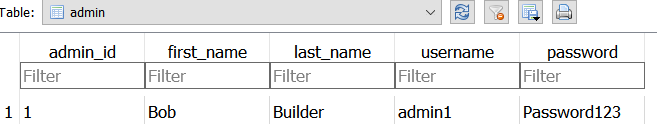 Table: admin
admin_id first_name last_name username password
Filter Filter Filter Filter Filter
1 1 Bob Builder admin1 Password123